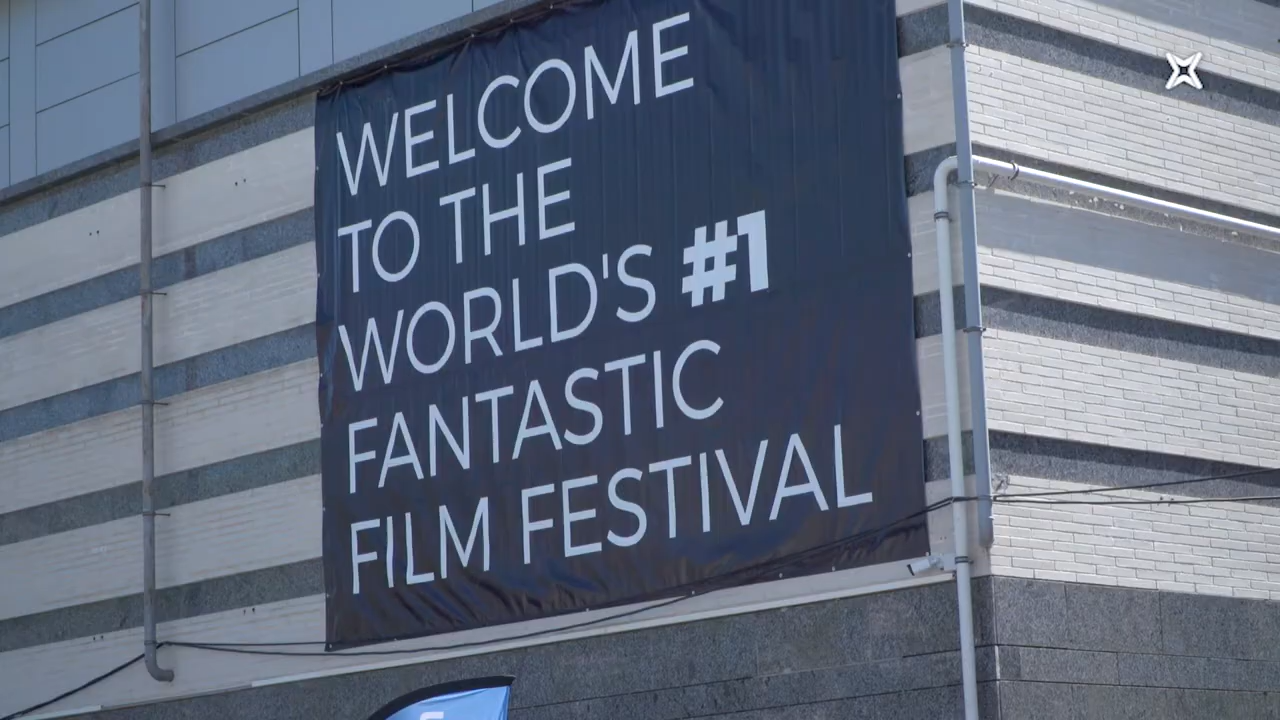 WELCOME
TO THE
WORLD'S #1
FANTASTIC
FILM FESTIVAL